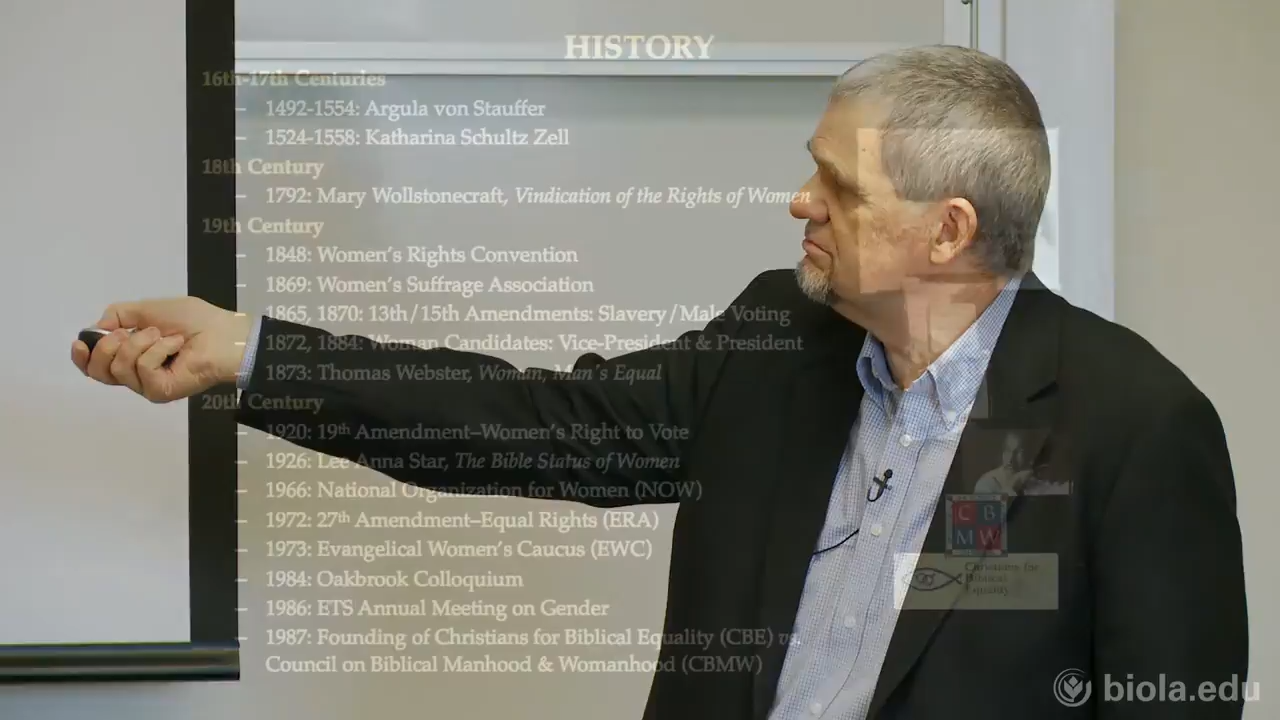 HISTORY
16th-17th Centuries
– 1492-1554: Argula von Stauffer
– 1524-1558: Katharina Schultz Zell
18th Century
– 1792: Mary Wollstonecraft, Vindication of the Rights of Women
19th Century
– 1848: Women's Rights Convention
– 1869: Women's Suffrage Association
– 1865, 1870: 13th/15th Amendments: Slavery/Male Voting
– 1872, 1884: Woman Candidates: Vice-President & President
– 1873: Thomas Webster, Woman, Man's Equal
20th Century
– 1920: 19th Amendment–Women's Right to Vote
– 1926: Lee Anna Star, The Bible Status of Women
– 1966: National Organization for Women (NOW)
– 1972: 27th Amendment–Equal Rights (ERA)
– 1973: Evangelical Women's Caucus (EWC)
– 1984: Oakbrook Colloquium
– 1986: ETS Annual Meeting on Gender
– 1987: Founding of Christians for Biblical Equality (CBE) vs.
Council on Biblical Manhood & Womanhood (CBMW)
C B
M W
Christians for
Biblical
Equality
biola.edu